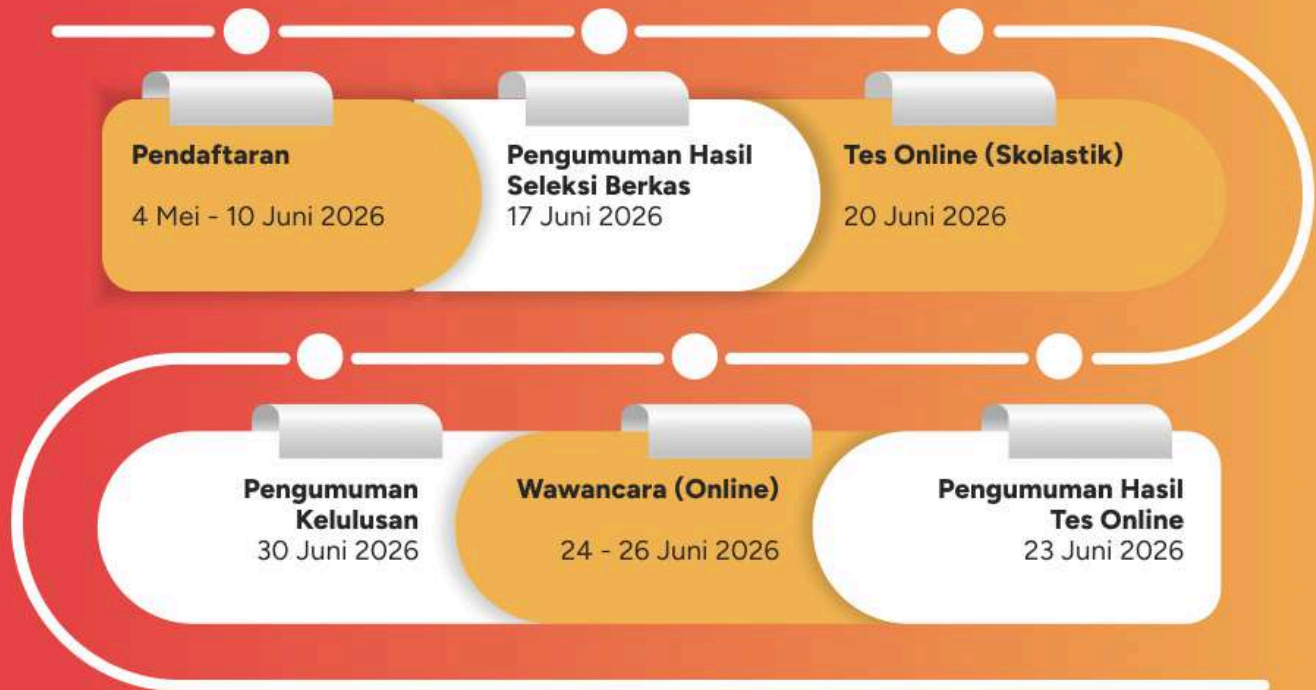 Pendaftaran
4 Mei - 10 Juni 2026
Pengumuman Hasil
Seleksi Berkas
17 Juni 2026
Tes Online (Skolastik)
20 Juni 2026
Pengumuman Hasil
Tes Online
23 Juni 2026
Wawancara (Online)
24 - 26 Juni 2026
Pengumuman
Kelulusan
30 Juni 2026